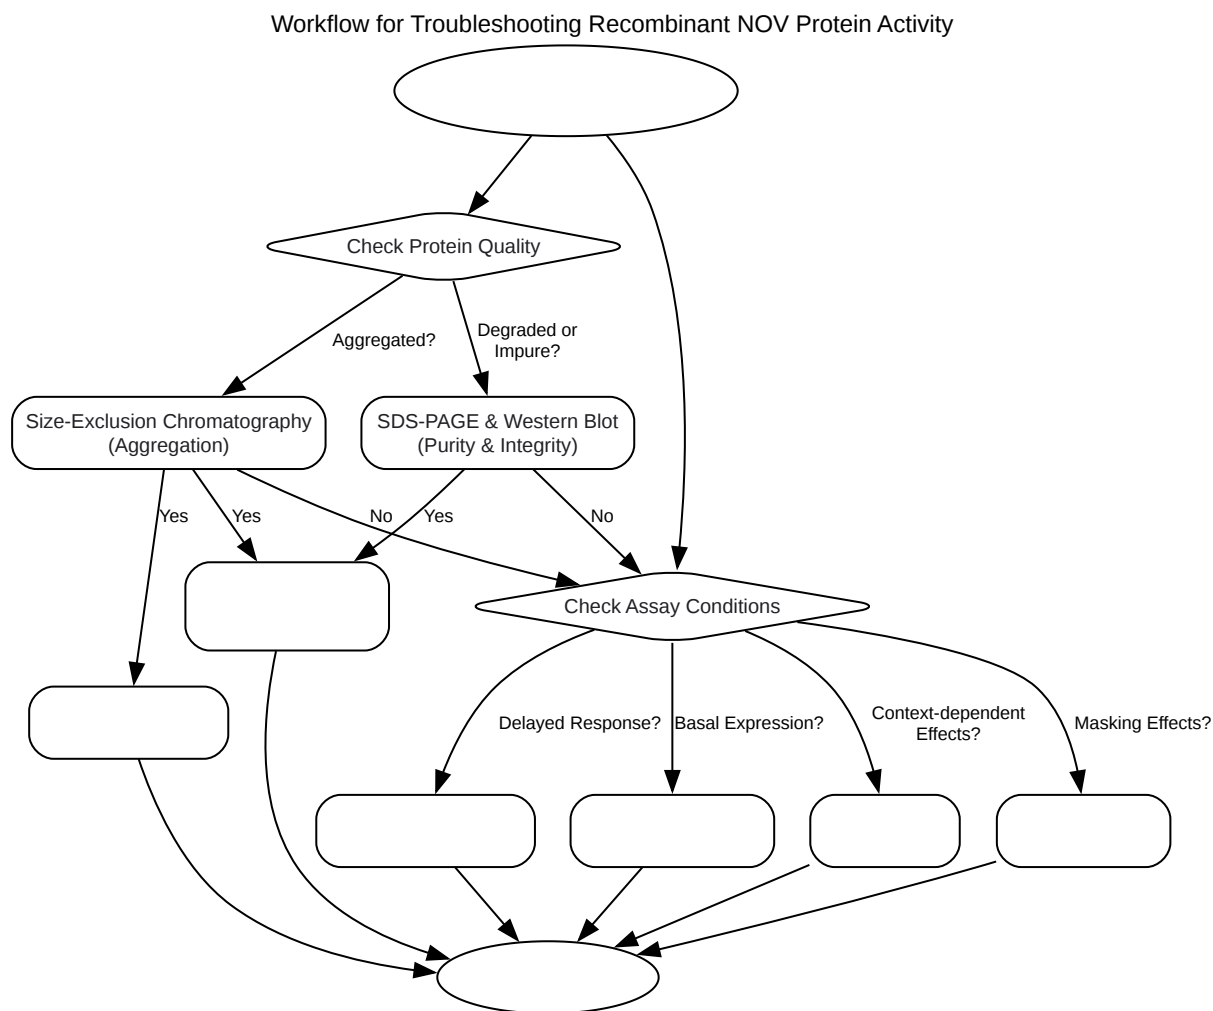 Workflow for Troubleshooting Recombinant NOV Protein Activity
Check Protein Quality
Aggregated?
Degraded or
Impure?
Size-Exclusion Chromatography
(Aggregation)
SDS-PAGE & Western Blot
(Purity & Integrity)
Yes
Yes
No
Yes
No
Check Assay Conditions
Delayed Response?
Basal Expression?
Context-dependent
Effects?
Masking Effects?